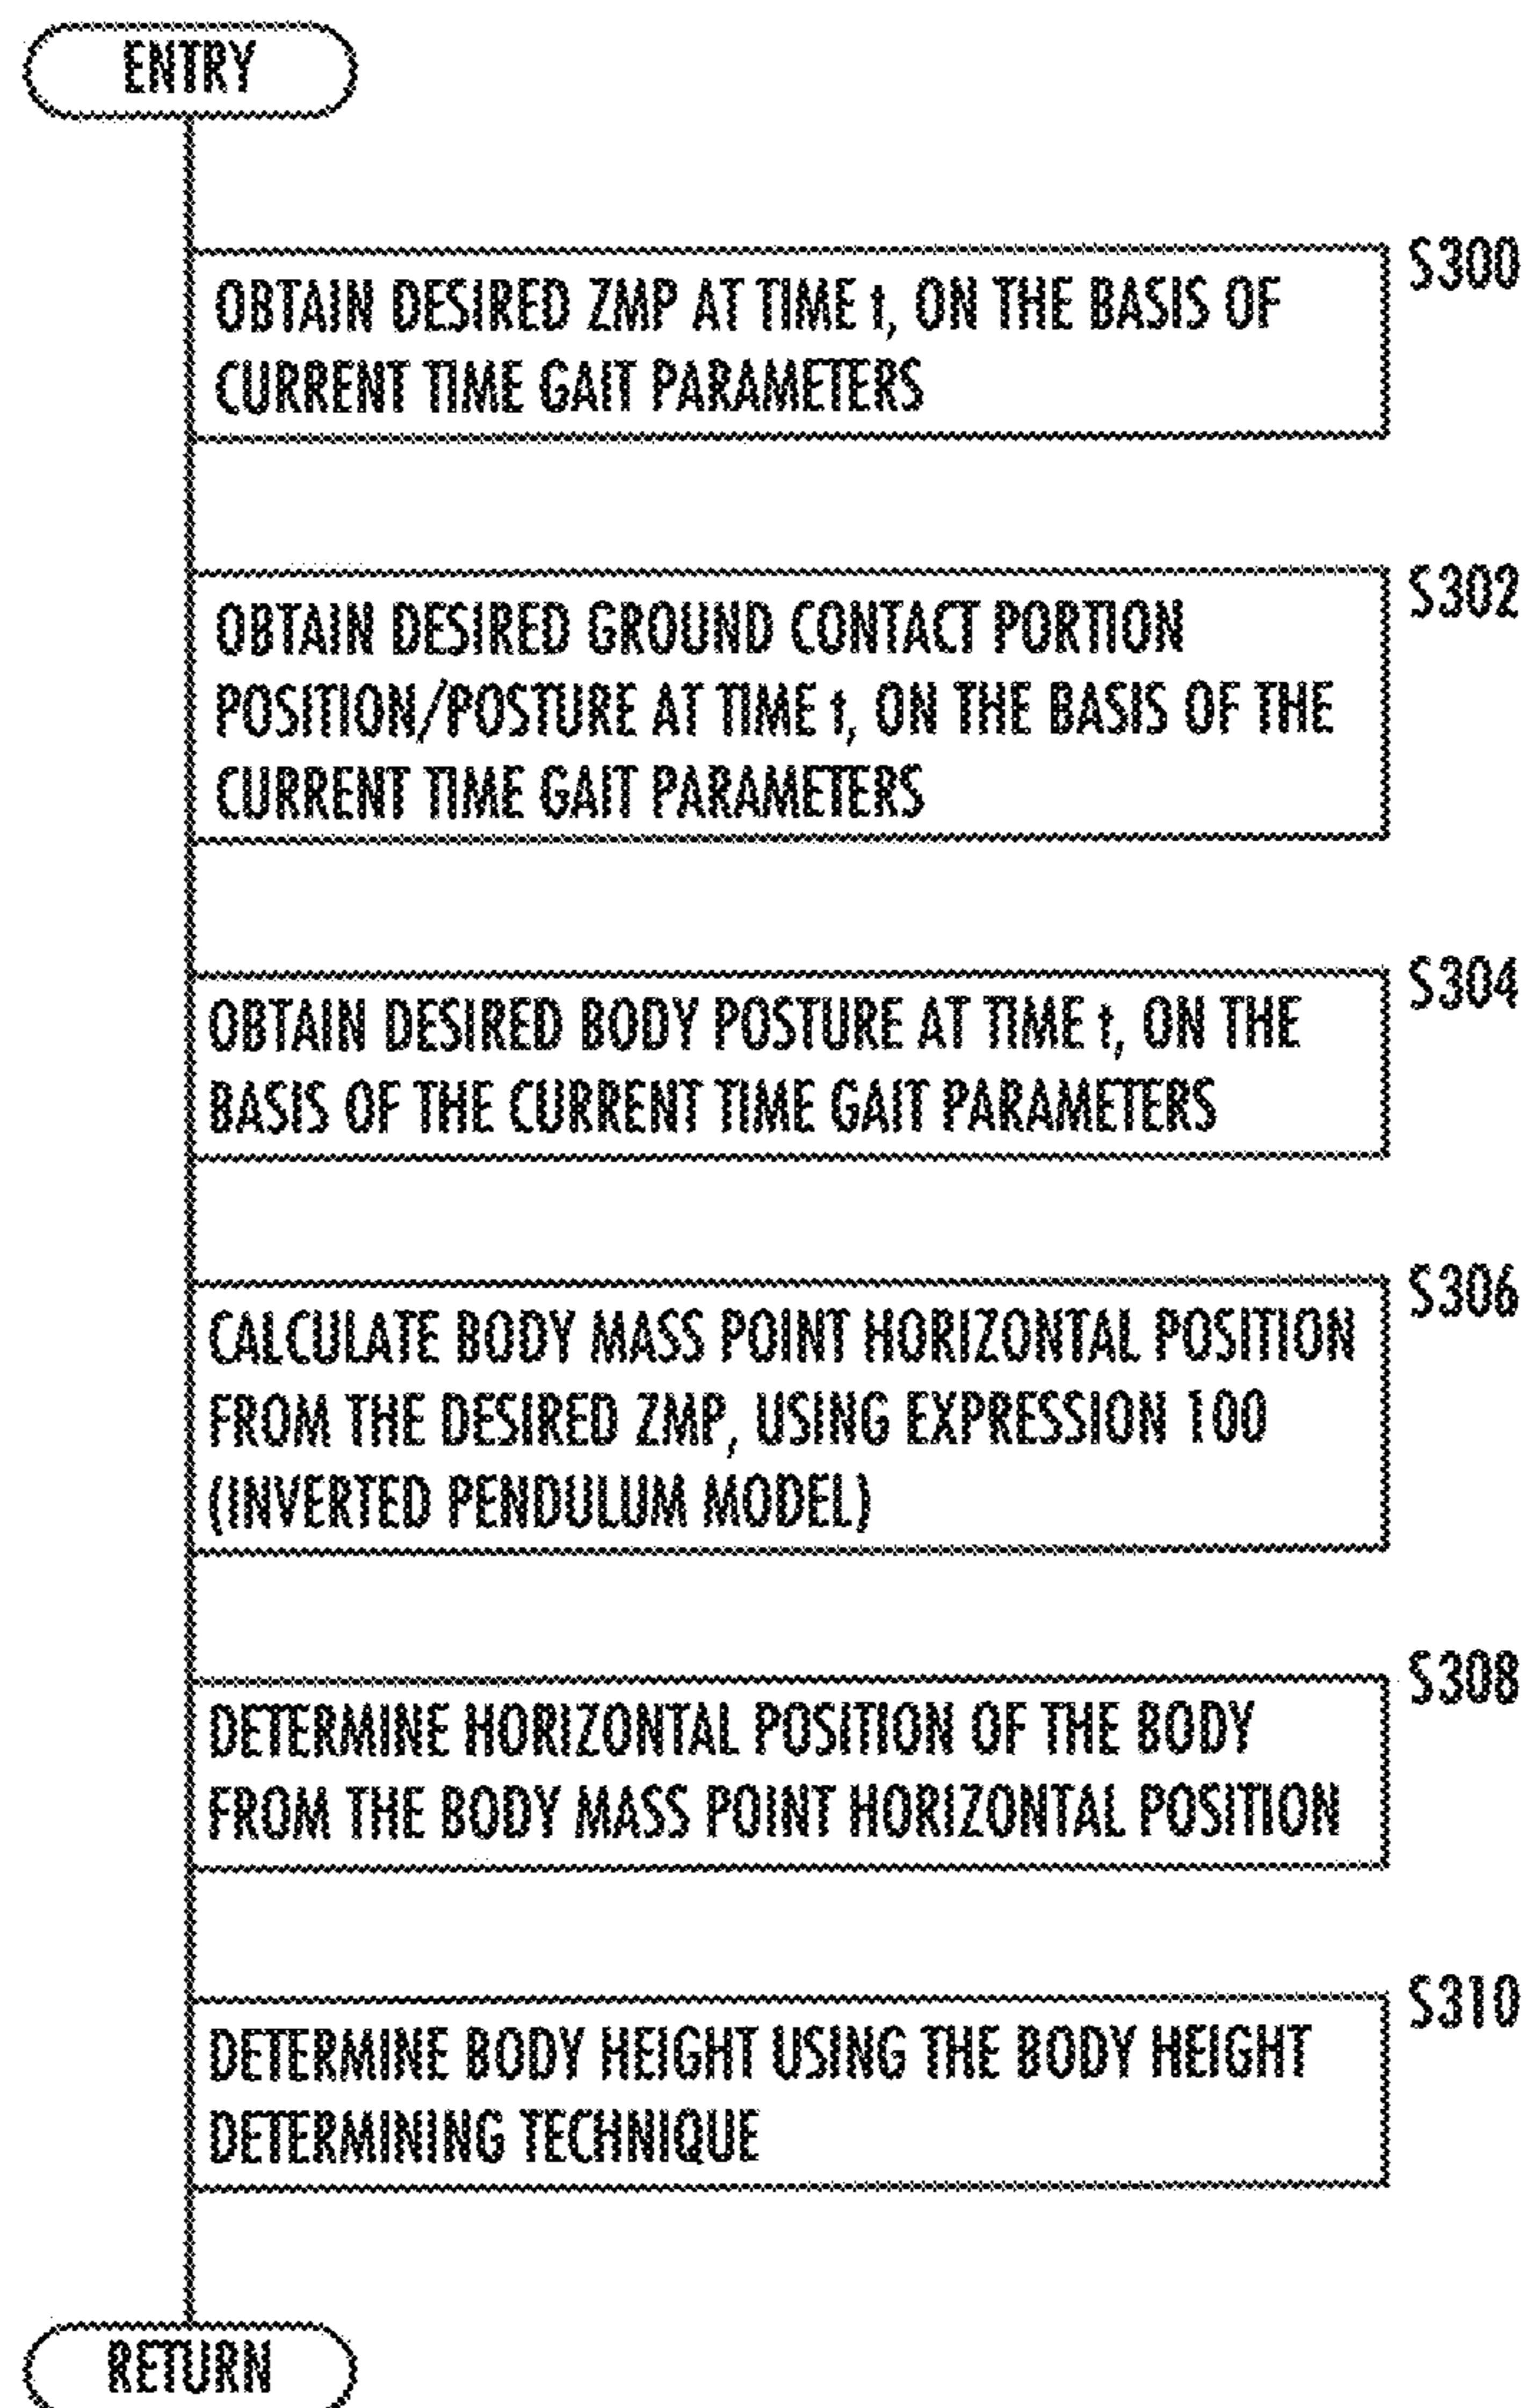 ENTRY
S300
OBTAIN DESIRED ZMP AT TIME t, ON THE BASIS OF
CURRENT TIME GAIT PARAMETERS
S302
OBTAIN DESIRED GROUND CONTACT PORTION
POSITION/POSTURE AT TIME t, ON THE BASIS OF THE
CURRENT TIME GAIT PARAMETERS
S304
OBTAIN DESIRED BODY POSTURE AT TIME t, ON THE
BASIS OF THE CURRENT TIME GAIT PARAMETERS
S306
CALCULATE BODY MASS POINT HORIZONTAL POSITION
FROM THE DESIRED ZMP, USING EXPRESSION 100
(INVERTED PENDULUM MODEL)
S308
DETERMINE HORIZONTAL POSITION OF THE BODY
FROM THE BODY MASS POINT HORIZONTAL POSITION
S310
DETERMINE BODY HEIGHT USING THE BODY HEIGHT
DETERMINING TECHNIQUE
RETURN